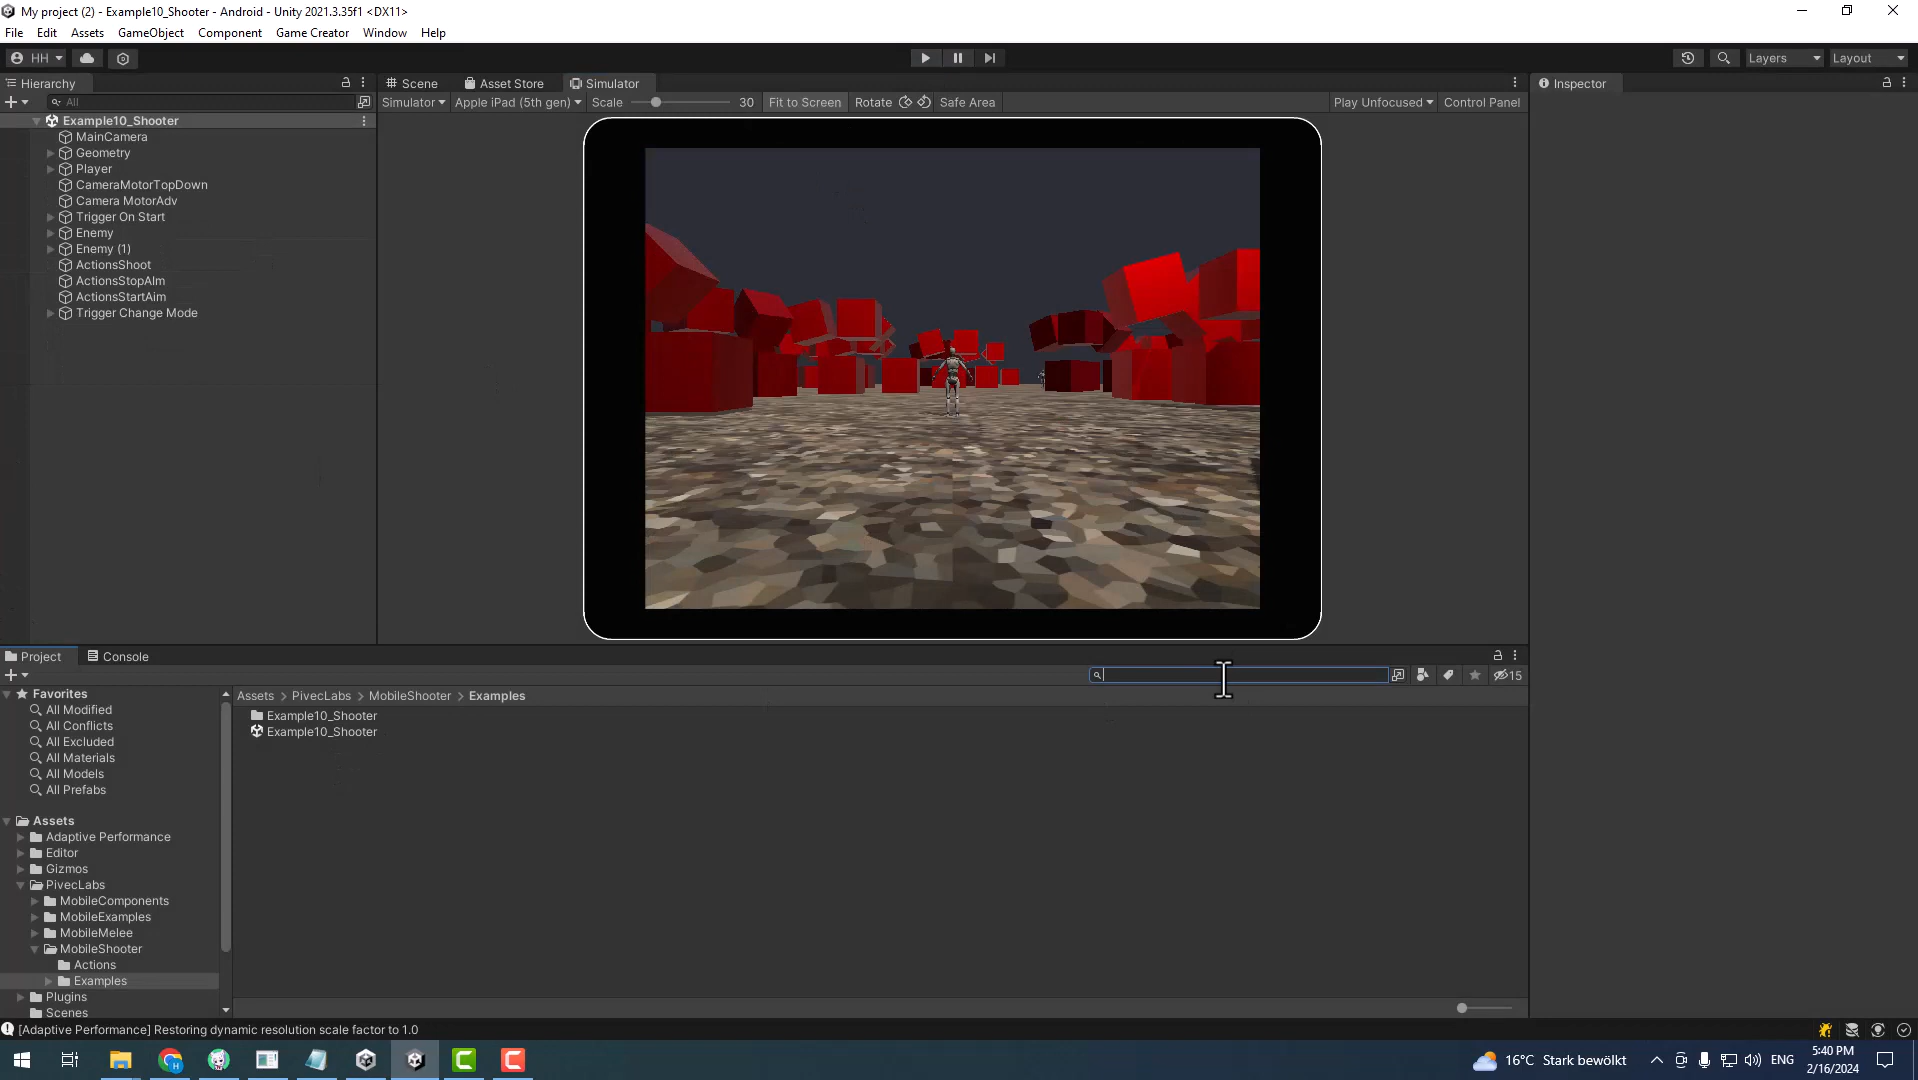 My project (2) - Example10_Shooter - Android - Unity 2021.3.35f1 <DX11>
File Edit Assets GameObject Component Game Creator Window Help
HH Layers Layout
Hierarchy Scene Asset Store Simulator Inspector
All Simulator Apple iPad (5th gen) Scale 30 Fit to Screen Rotate Safe Area Play Unfocused Control Panel
Example10_Shooter
MainCamera
Geometry
Player
CameraMotorTopDown
Camera MotorAdv
Trigger On Start
Enemy
Enemy (1)
ActionsShoot
ActionsStopAIm
ActionsStartAim
Trigger Change Mode
Project Console
15
Favorites
All Modified
All Conflicts
All Excluded
All Materials
All Models
All Prefabs
Assets
Adaptive Performance
Editor
Gizmos
PivecLabs
MobileComponents
MobileExamples
MobileMelee
MobileShooter
Actions
Examples
Plugins
Scenes
Assets > PivecLabs > MobileShooter > Examples
Example10_Shooter
Example10_Shooter
[Adaptive Performance] Restoring dynamic resolution scale factor to 1.0
16°C Stark bewölkt ENG 5:40 PM
2/16/2024